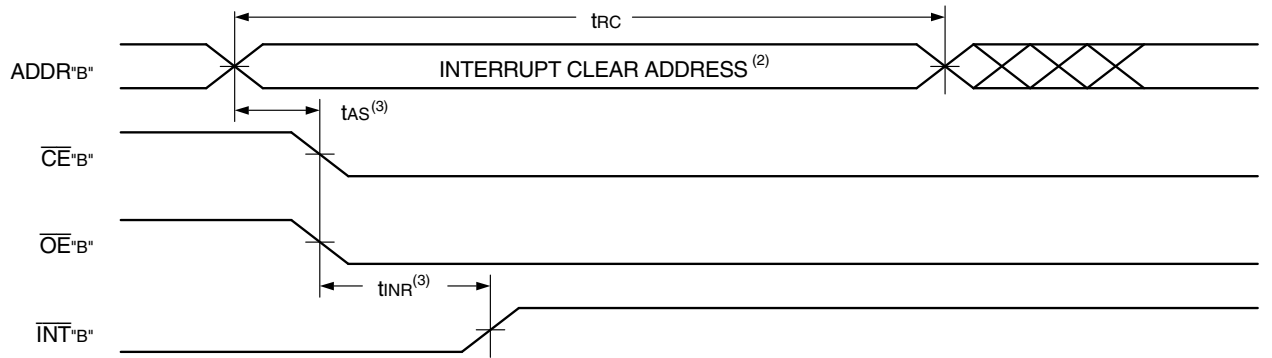 tRC
ADDR"B"
INTERRUPT CLEAR ADDRESS (2)
tAS(3)
CE"B"
OE"B"
tINR(3)
INT"B"